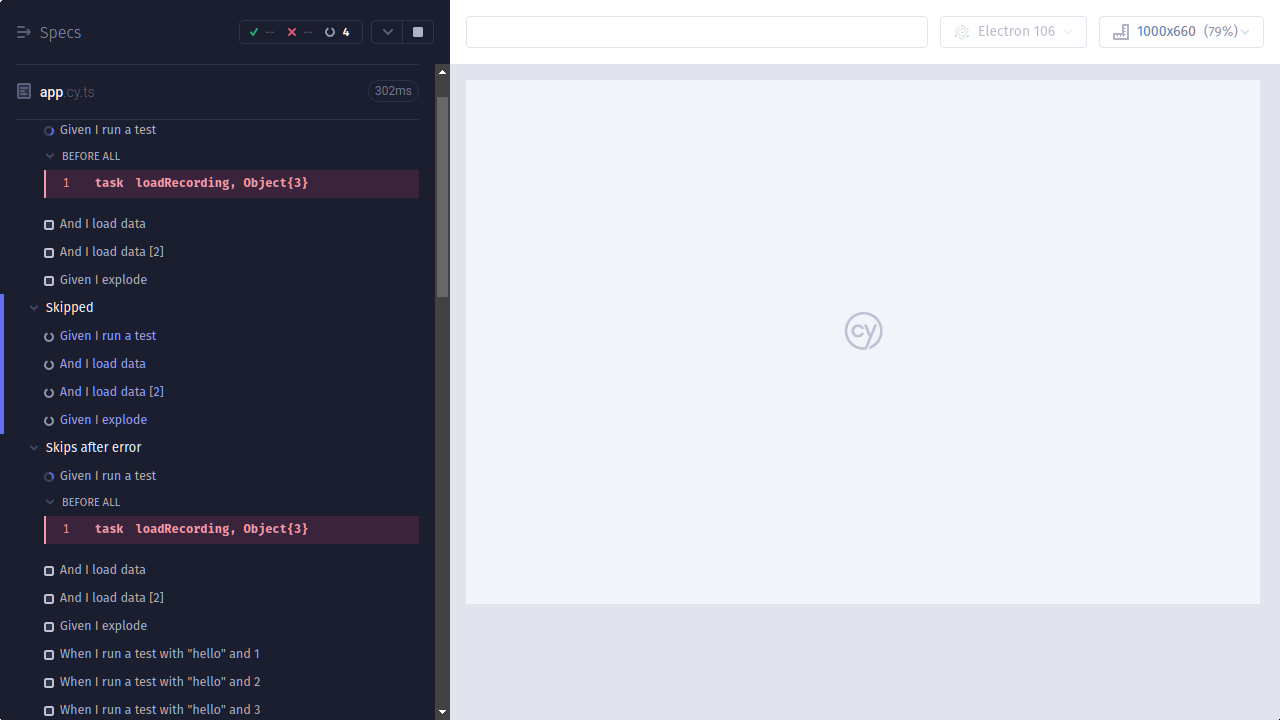 Specs
-- -- 4
Electron 106
1000x660 (79%)
app.cy.ts 302ms
Given I run a test
BEFORE ALL
1 task loadRecording, Object{3}
And I load data
And I load data [2]
Given I explode
Skipped
Given I run a test
And I load data
And I load data [2]
Given I explode
Skips after error
Given I run a test
BEFORE ALL
1 task loadRecording, Object{3}
And I load data
And I load data [2]
Given I explode
When I run a test with "hello" and 1
When I run a test with "hello" and 2
When I run a test with "hello" and 3
cy